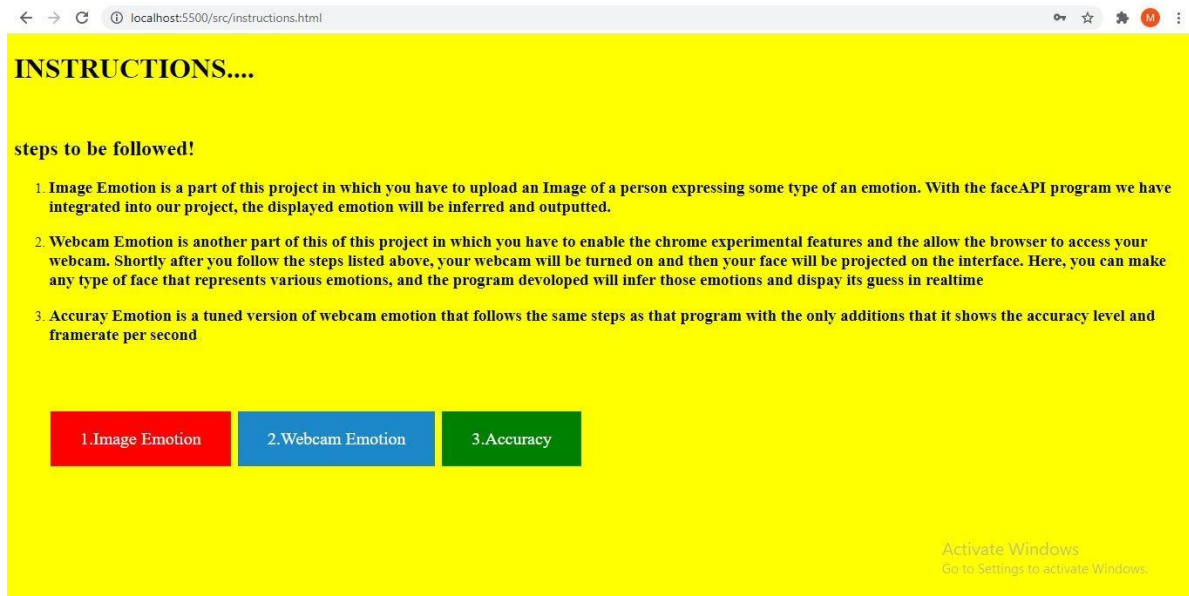 localhost:5500/src/instructions.html
M
INSTRUCTIONS....
steps to be followed!
1. Image Emotion is a part of this project in which you have to upload an Image of a person expressing some type of an emotion. With the faceAPI program we have
integrated into our project, the displayed emotion will be inferred and outputted.
2. Webcam Emotion is another part of this of this project in which you have to enable the chrome experimental features and the allow the browser to access your
webcam. Shortly after you follow the steps listed above, your webcam will be turned on and then your face will be projected on the interface. Here, you can make
any type of face that represents various emotions, and the program devoloped will infer those emotions and dispay its guess in realtime
3. Accuray Emotion is a tuned version of webcam emotion that follows the same steps as that program with the only additions that it shows the accuracy level and
framerate per second
1.Image Emotion 2.Webcam Emotion 3.Accuracy
Activate Windows
Go to Settings to activate Windows.